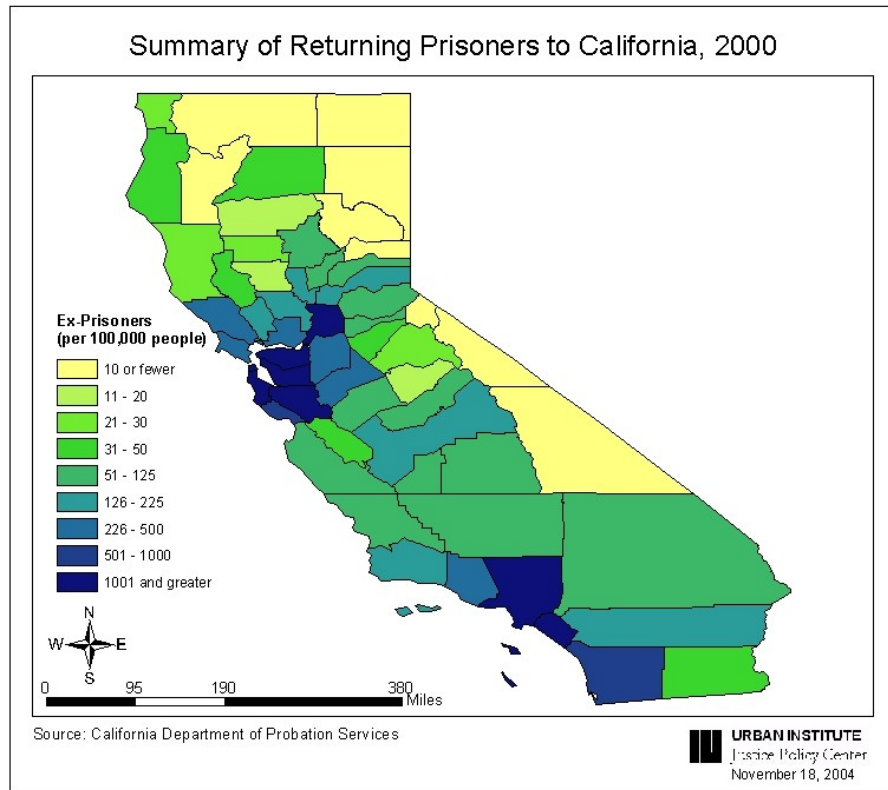 Summary of Returning Prisoners to California, 2000
Ex-Prisoners
(per 100,000 people)
10 or fewer
11 - 20
21 - 30
31 - 50
51 - 125
126 - 225
226 - 500
501 - 1000
1001 and greater
N
W E
S
0 95 190 380
Miles
Source: California Department of Probation Services
URBAN INSTITUTE
Justice Policy Center
November 18, 2004